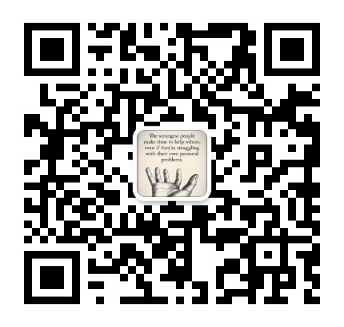 The strongest people
make time to help others,
even if they're struggling
with their own personal
problems.